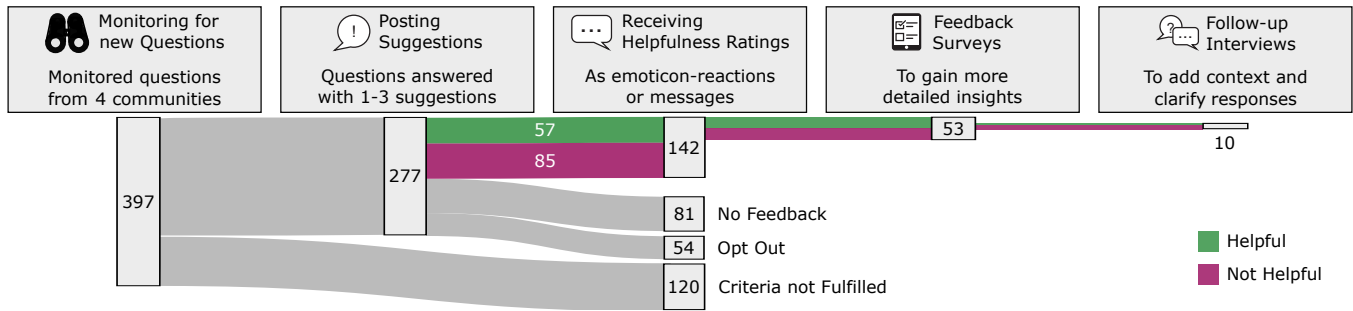 Monitoring for
new Questions
Monitored questions
from 4 communities
!
Posting
Suggestions
Questions answered
with 1-3 suggestions
...
Receiving
Helpfulness Ratings
As emoticon-reactions
or messages
Feedback
Surveys
To gain more
detailed insights
?
...
Follow-up
Interviews
To add context and
clarify responses
397
277
57
85
142
53
10
81 No Feedback
54 Opt Out
120 Criteria not Fulfilled
Helpful
Not Helpful